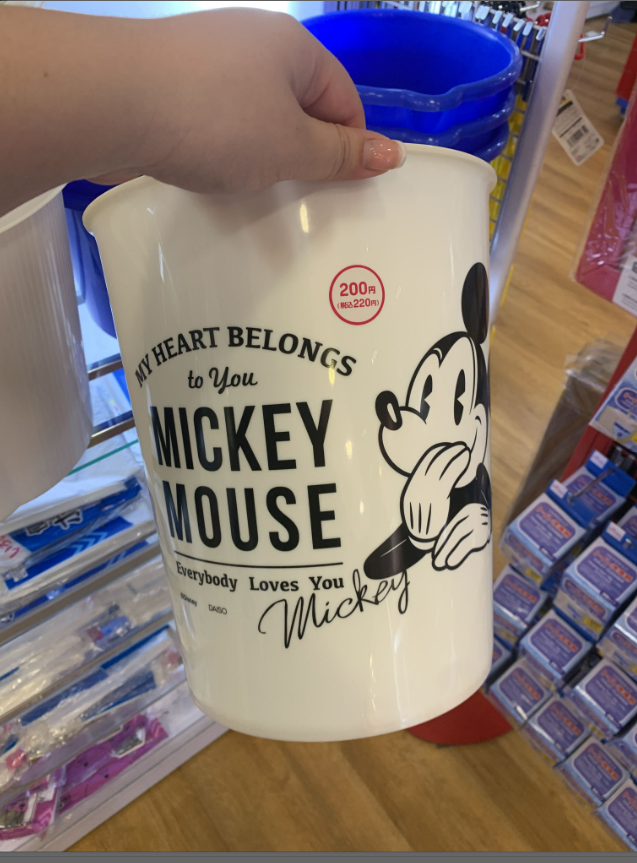 200円
(税込220円)
MY HEART BELONGS
to You
MICKEY
MOUSE
Everybody Loves You
Mickey
©Disney DAISO